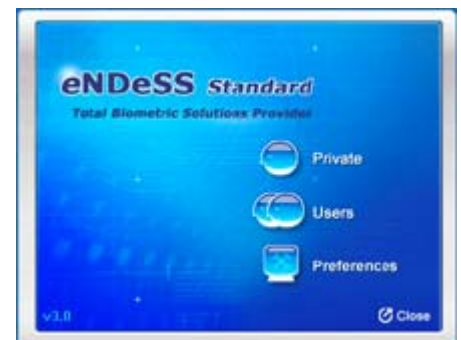 eNDeSS Standard
Total Biometric Solutions Provider
Private
Users
Preferences
v3.0
Close